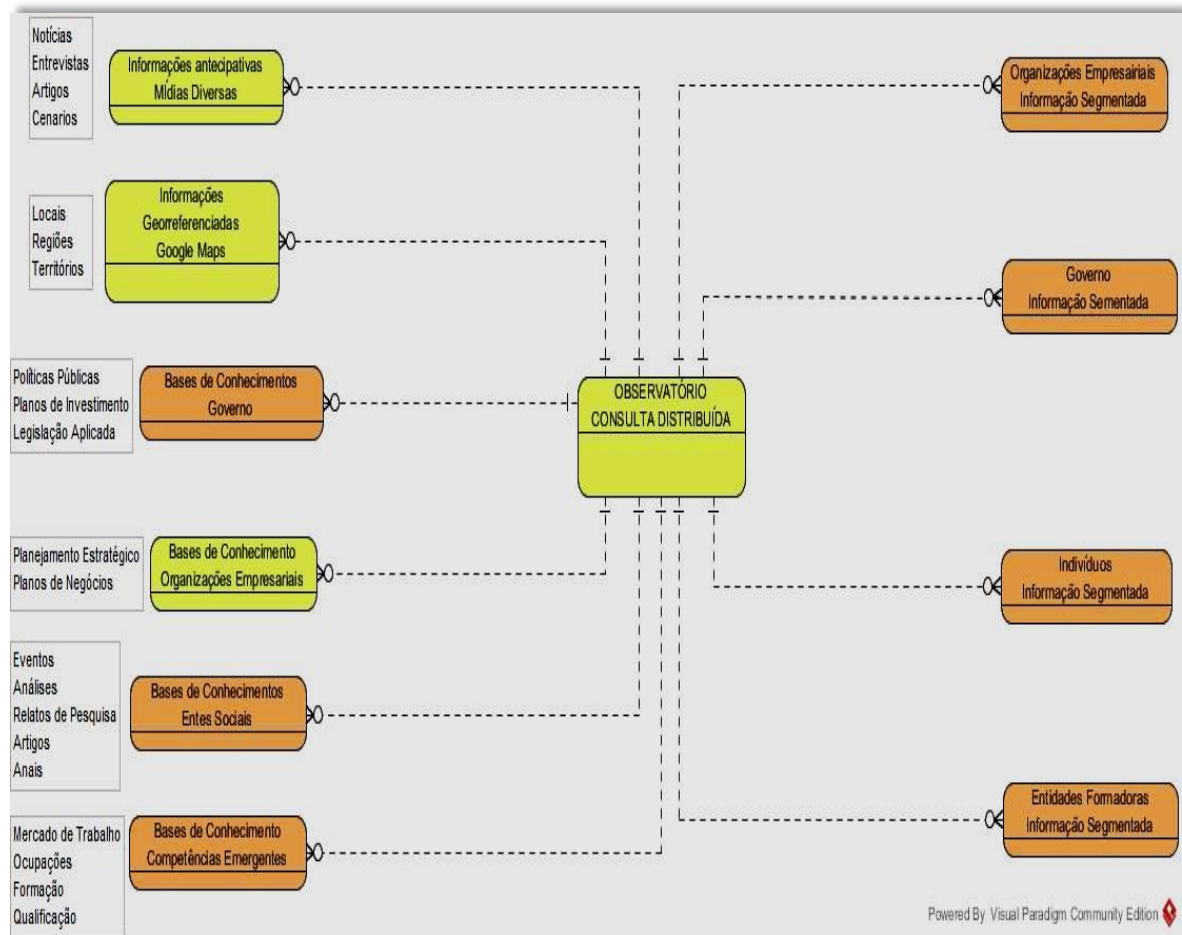 Notícias
Entrevistas
Artigos
Cenarios
Informações antecipativas
Mídias Diversas
Organizações Empresairiais
Informação Segmentada
Locais
Regiões
Territórios
Informações
Georreferenciadas
Google Maps
Governo
Informação Sementada
Políticas Públicas
Planos de Investimento
Legislação Aplicada
Bases de Conhecimentos
Governo
OBSERVATÓRIO
CONSULTA DISTRIBUÍDA
Planejamento Estratégico
Planos de Negócios
Bases de Conhecimento
Organizações Empresariais
Indivíduos
Informação Segmentada
Eventos
Análises
Relatos de Pesquisa
Artigos
Anais
Bases de Conhecimentos
Entes Sociais
Entidades Formadoras
Informação Segmentada
Mercado de Trabalho
Ocupações
Formação
Qualificação
Bases de Conhecimento
Competências Emergentes
Powered By Visual Paradigm Community Edition